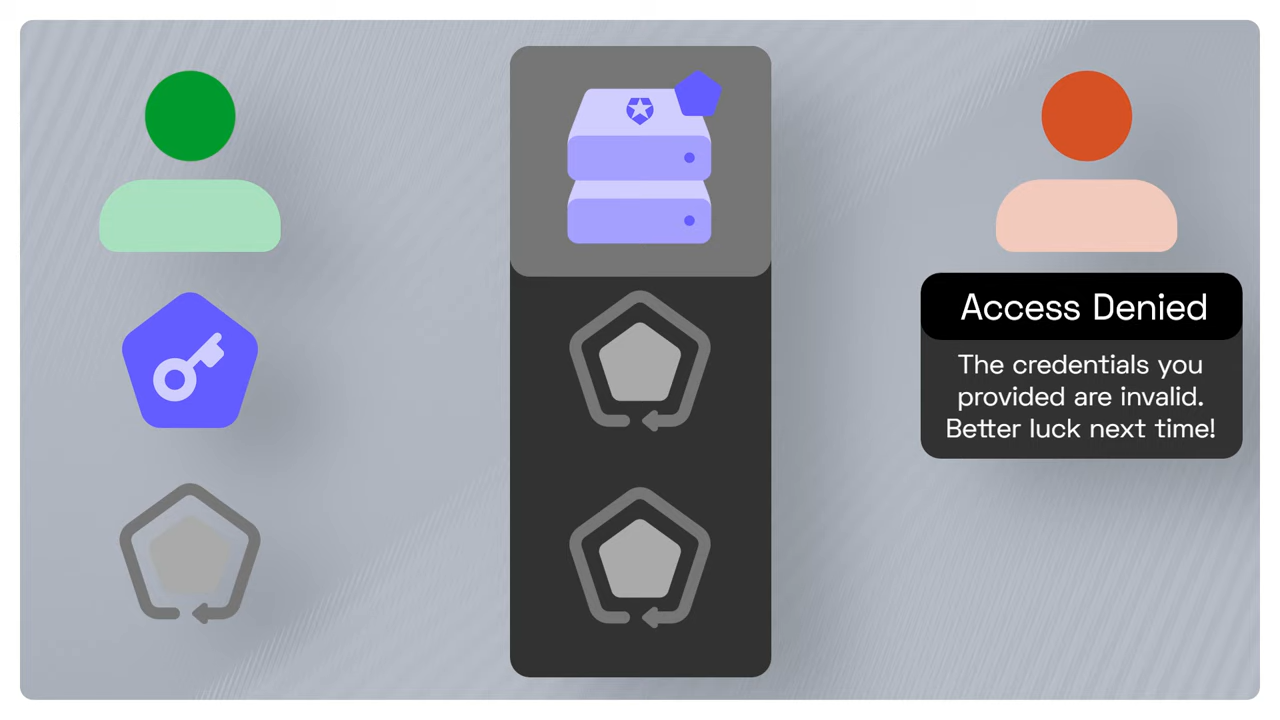 Access Denied
The credentials you
provided are invalid.
Better luck next time!